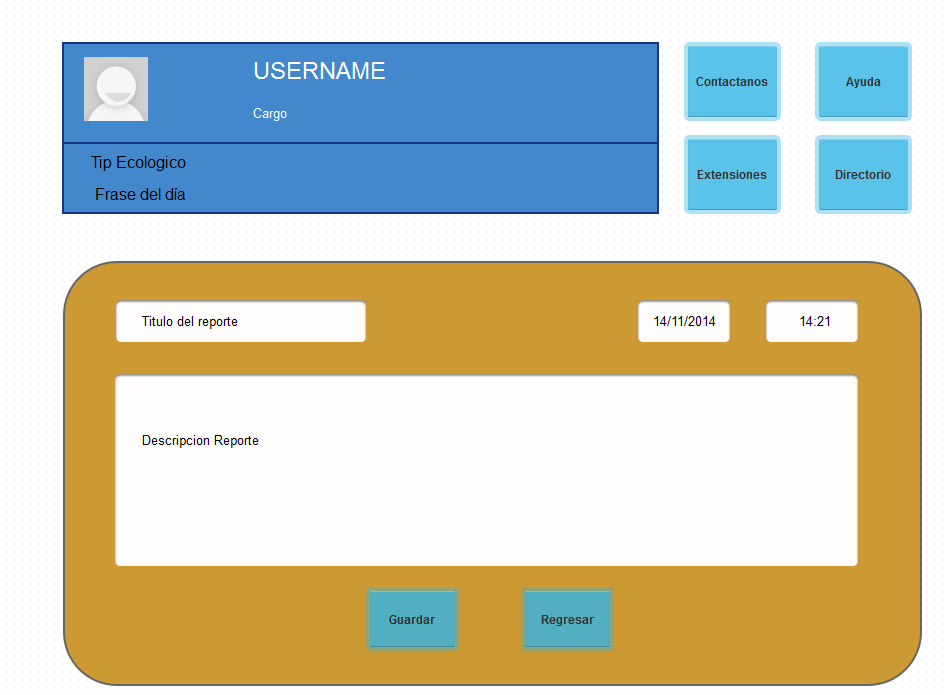 USERNAME
Cargo
Tip Ecologico
Frase del día
Contactanos
Ayuda
Extensiones
Directorio
Titulo del reporte
14/11/2014
14:21
Descripcion Reporte
Guardar
Regresar